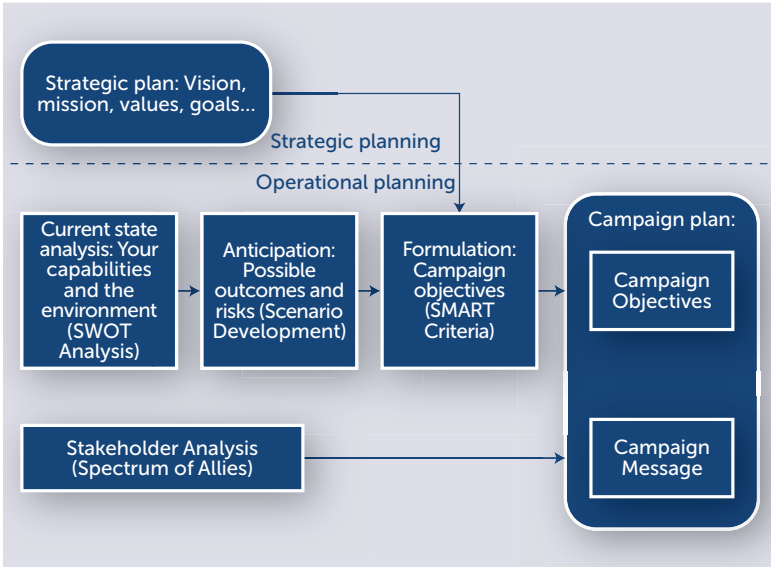 Strategic plan: Vision,
mission, values, goals...
Strategic planning
Operational planning
Current state
analysis: Your
capabilities
and the
environment
(SWOT
Analysis)
Anticipation:
Possible
outcomes and
risks (Scenario
Development)
Formulation:
Campaign
objectives
(SMART
Criteria)
Campaign plan:
Campaign
Objectives
Stakeholder Analysis
(Spectrum of Allies)
Campaign
Message